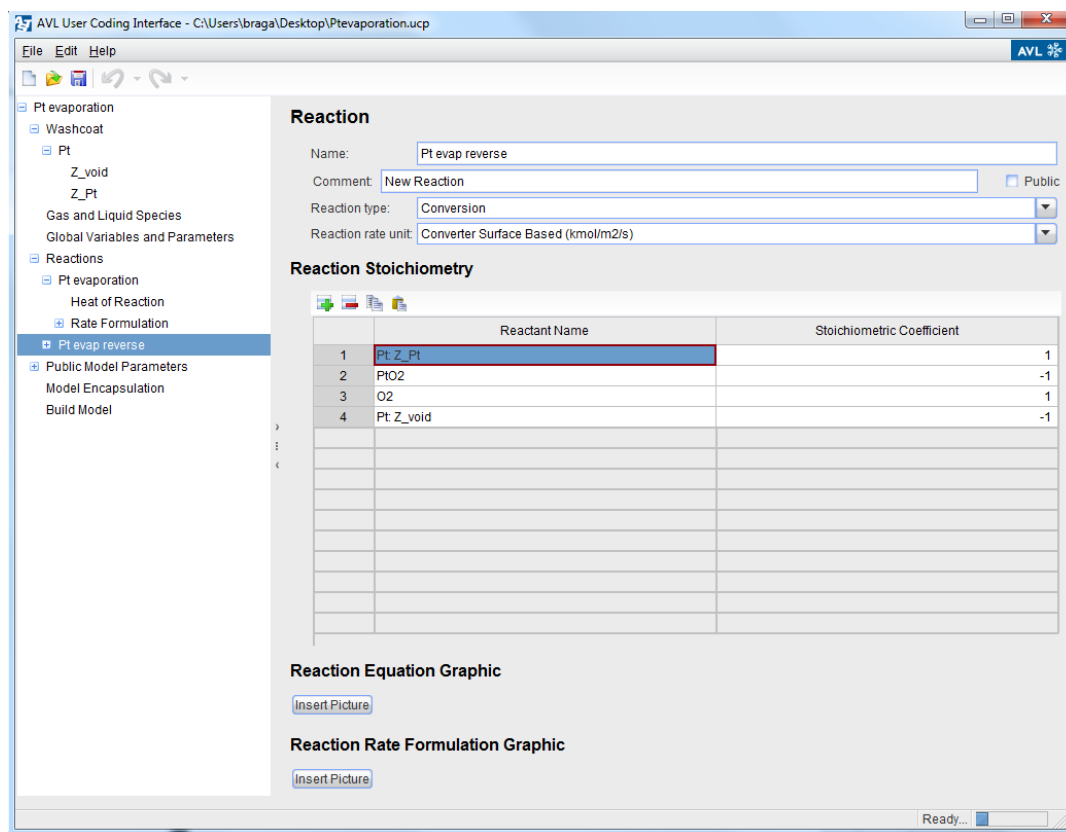 AVL User Coding Interface - C:\Users\braga\Desktop\Ptevaporation.ucp
File Edit Help
AVL
Pt evaporation
Washcoat
Pt
Z_void
Z_Pt
Gas and Liquid Species
Global Variables and Parameters
Reactions
Pt evaporation
Heat of Reaction
Rate Formulation
Pt evap reverse
Public Model Parameters
Model Encapsulation
Build Model
Reaction
Name: Pt evap reverse
Comment: New Reaction Public
Reaction type: Conversion
Reaction rate unit: Converter Surface Based (kmol/m2/s)
Reaction Stoichiometry
Reactant Name Stoichiometric Coefficient
1 Pt: Z_Pt 1
2 PtO2 -1
3 O2 1
4 Pt: Z_void -1
Reaction Equation Graphic
Insert Picture
Reaction Rate Formulation Graphic
Insert Picture
Ready...